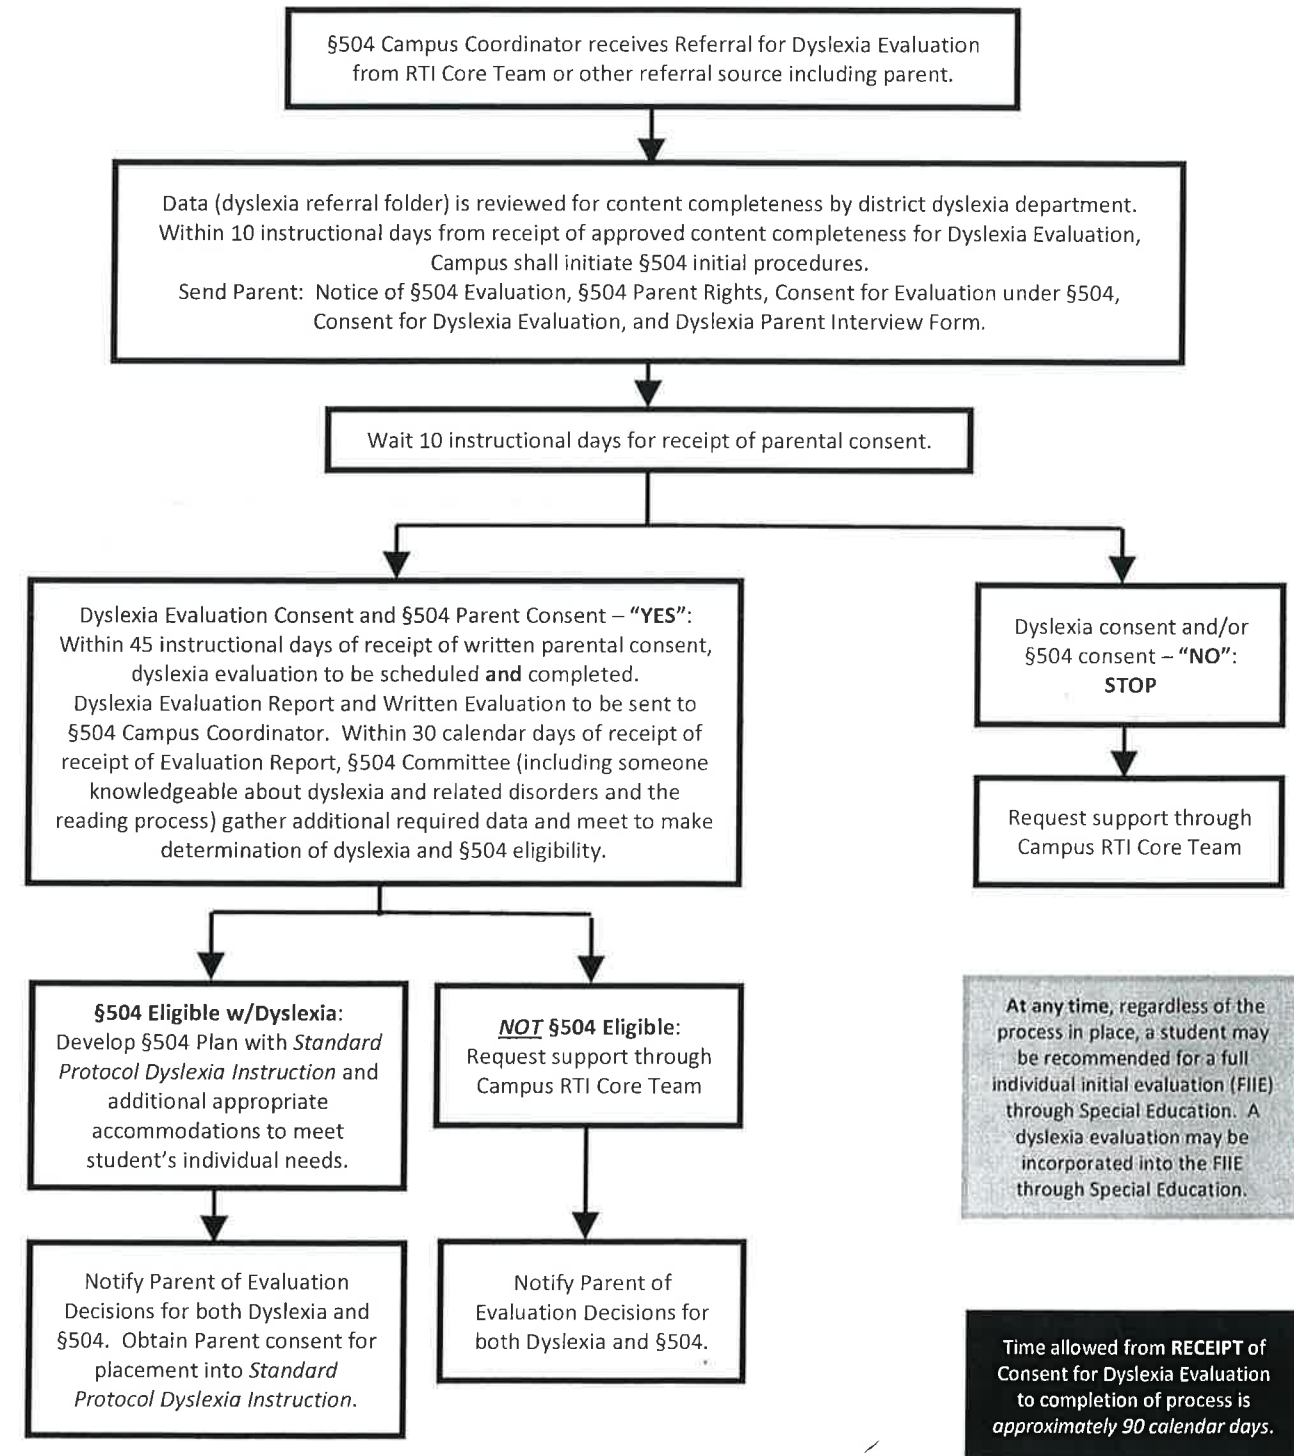 §504 Campus Coordinator receives Referral for Dyslexia Evaluation
from RTI Core Team or other referral source including parent.
Data (dyslexia referral folder) is reviewed for content completeness by district dyslexia department.
Within 10 instructional days from receipt of approved content completeness for Dyslexia Evaluation,
Campus shall initiate §504 initial procedures.
Send Parent: Notice of §504 Evaluation, §504 Parent Rights, Consent for Evaluation under §504,
Consent for Dyslexia Evaluation, and Dyslexia Parent Interview Form.
Wait 10 instructional days for receipt of parental consent.
Dyslexia Evaluation Consent and §504 Parent Consent – “YES”:
Within 45 instructional days of receipt of written parental consent,
dyslexia evaluation to be scheduled and completed.
Dyslexia Evaluation Report and Written Evaluation to be sent to
§504 Campus Coordinator. Within 30 calendar days of receipt of
receipt of Evaluation Report, §504 Committee (including someone
knowledgeable about dyslexia and related disorders and the
reading process) gather additional required data and meet to make
determination of dyslexia and §504 eligibility.
Dyslexia consent and/or
§504 consent – “NO”:
STOP
Request support through
Campus RTI Core Team
§504 Eligible w/Dyslexia:
Develop §504 Plan with Standard
Protocol Dyslexia Instruction and
additional appropriate
accommodations to meet
student’s individual needs.
NOT §504 Eligible:
Request support through
Campus RTI Core Team
At any time, regardless of the
process in place, a student may
be recommended for a full
individual initial evaluation (FIIE)
through Special Education. A
dyslexia evaluation may be
incorporated into the FIIE
through Special Education.
Notify Parent of Evaluation
Decisions for both Dyslexia and
§504. Obtain Parent consent for
placement into Standard
Protocol Dyslexia Instruction.
Notify Parent of
Evaluation Decisions for
both Dyslexia and §504.
Time allowed from RECEIPT of
Consent for Dyslexia Evaluation
to completion of process is
approximately 90 calendar days.